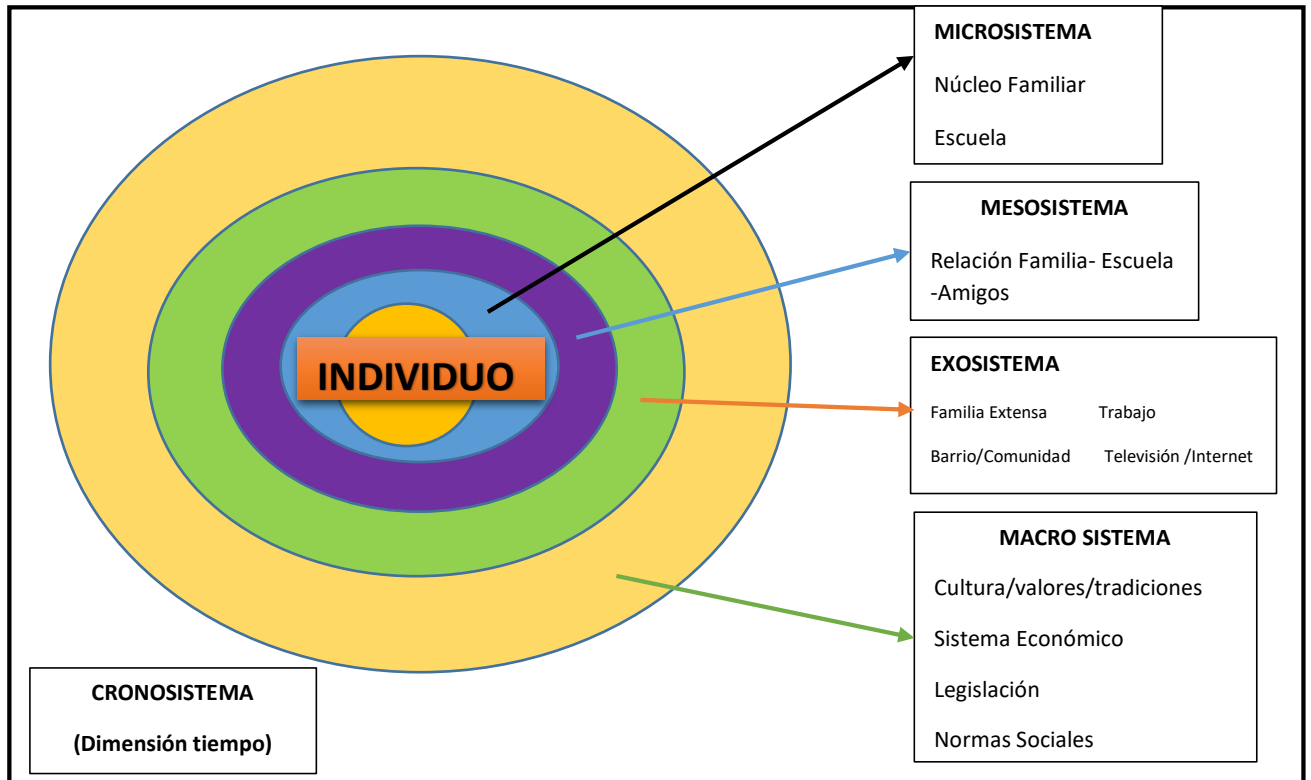 MICROSISTEMA
Núcleo Familiar
Escuela
MESOSISTEMA
Relación Familia- Escuela
-Amigos
INDIVIDUO
EXOSISTEMA
Familia Extensa Trabajo
Barrio/Comunidad Televisión /Internet
MACRO SISTEMA
Cultura/valores/tradiciones
Sistema Económico
Legislación
Normas Sociales
CRONOSISTEMA
(Dimensión tiempo)